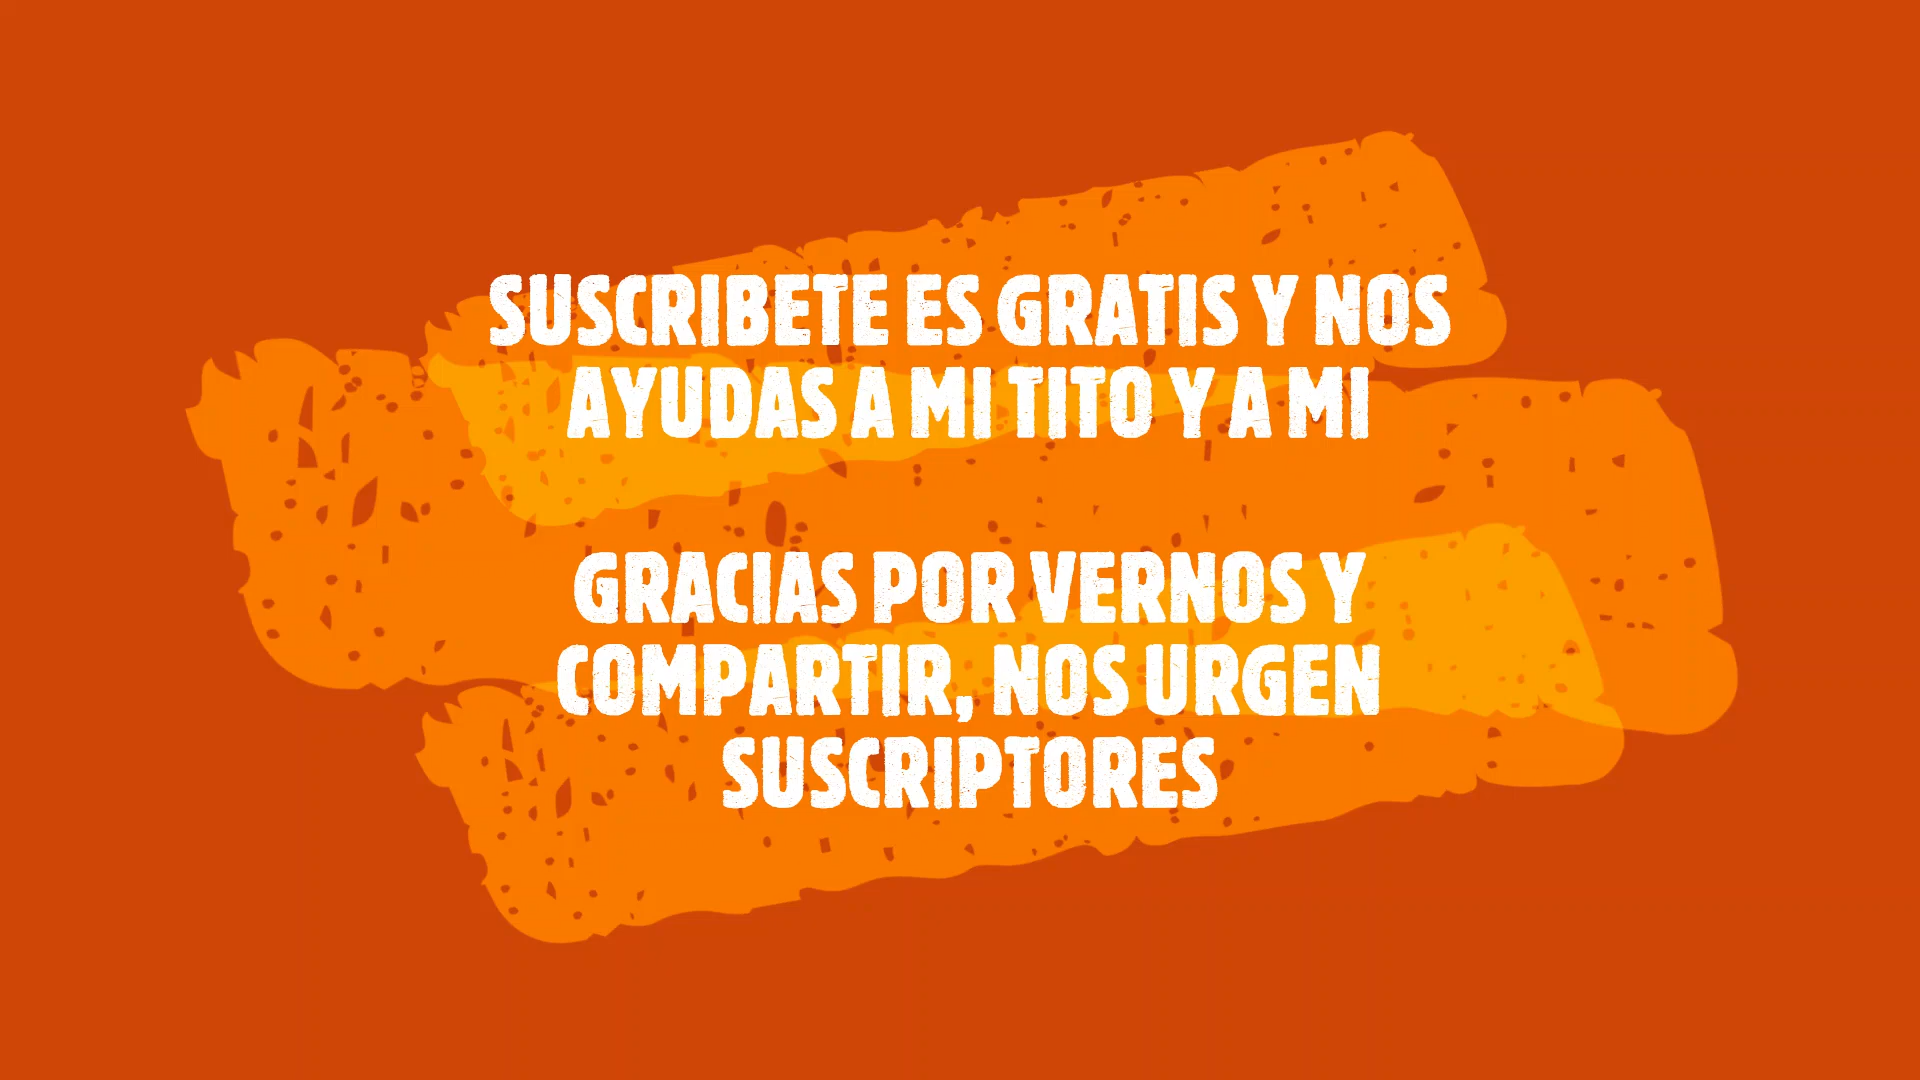 SUSCRIBETE ES GRATIS Y NOS
AYUDAS A MI TITO Y A MI
GRACIAS POR VERNOS Y
COMPARTIR, NOS URGEN
SUSCRIPTORES